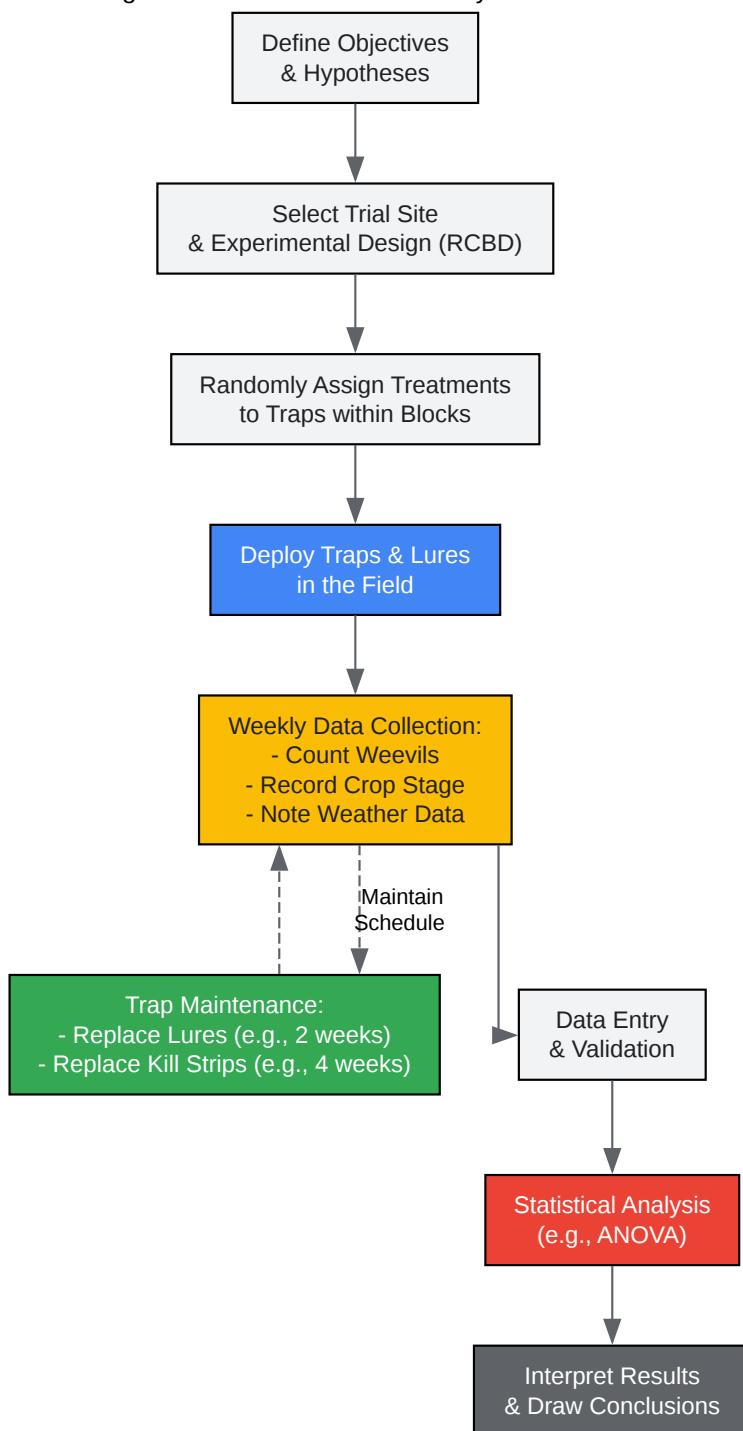 Define Objectives
& Hypotheses
Select Trial Site
& Experimental Design (RCBD)
Randomly Assign Treatments
to Traps within Blocks
Deploy Traps & Lures
in the Field
Weekly Data Collection:
- Count Weevils
- Record Crop Stage
- Note Weather Data
Maintain
Schedule
Trap Maintenance:
- Replace Lures (e.g., 2 weeks)
- Replace Kill Strips (e.g., 4 weeks)
Data Entry
& Validation
Statistical Analysis
(e.g., ANOVA)
Interpret Results
& Draw Conclusions